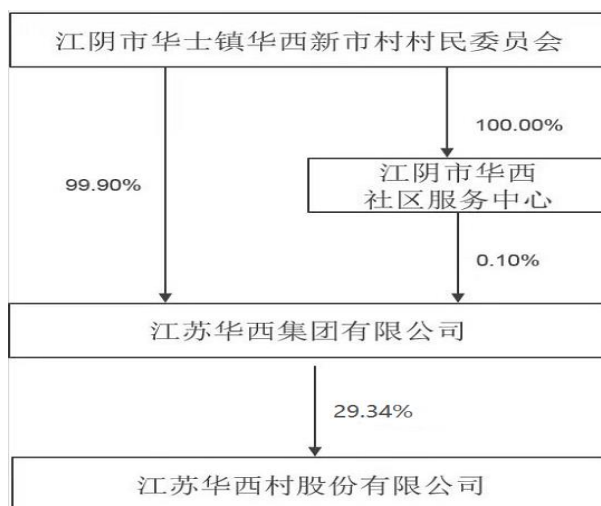 江阴市华士镇华西新市村村民委员会
100.00%
99.90%
江阴市华西
社区服务中心
0.10%
江苏华西集团有限公司
29.34%
江苏华西村股份有限公司